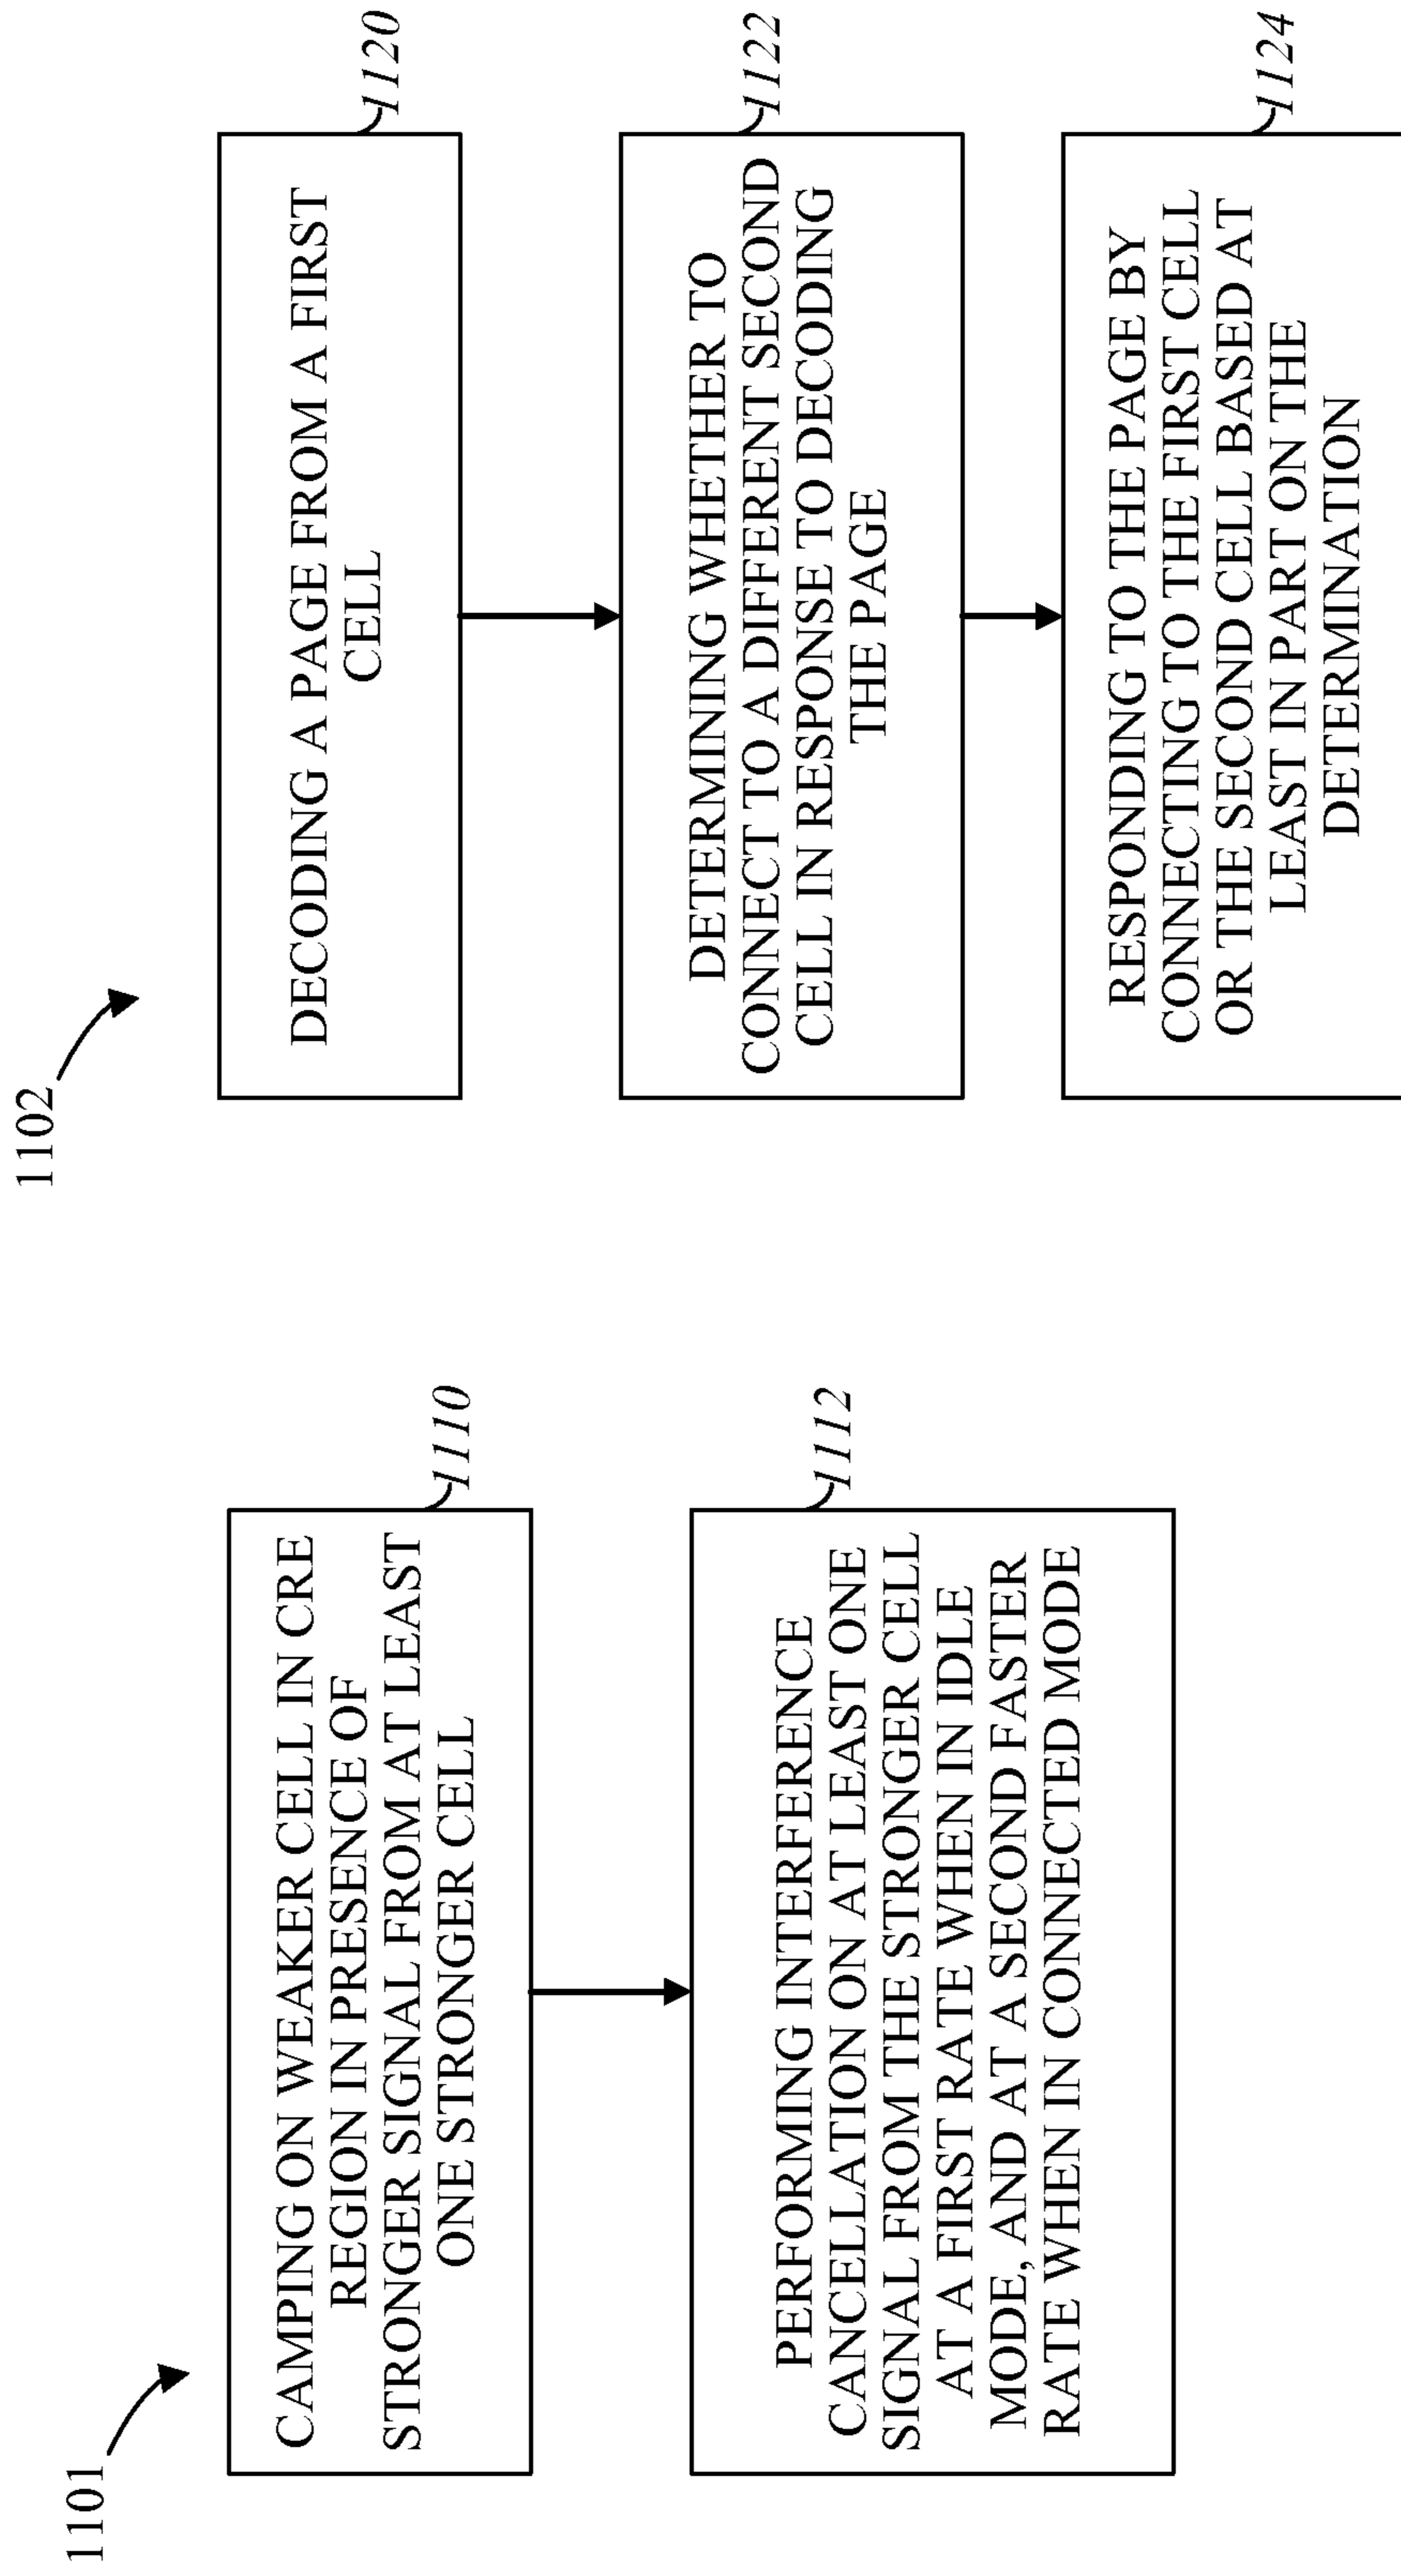 1101
CAMPING ON WEAKER CELL IN CRE
REGION IN PRESENCE OF
STRONGER SIGNAL FROM AT LEAST
ONE STRONGER CELL
1110
PERFORMING INTERFERENCE
CANCELLATION ON AT LEAST ONE
SIGNAL FROM THE STRONGER CELL
AT A FIRST RATE WHEN IN IDLE
MODE, AND AT A SECOND FASTER
RATE WHEN IN CONNECTED MODE
1112
1102
DECODING A PAGE FROM A FIRST
CELL
1120
DETERMINING WHETHER TO
CONNECT TO A DIFFERENT SECOND
CELL IN RESPONSE TO DECODING
THE PAGE
1122
RESPONDING TO THE PAGE BY
CONNECTING TO THE FIRST CELL
OR THE SECOND CELL BASED AT
LEAST IN PART ON THE
DETERMINATION
1124